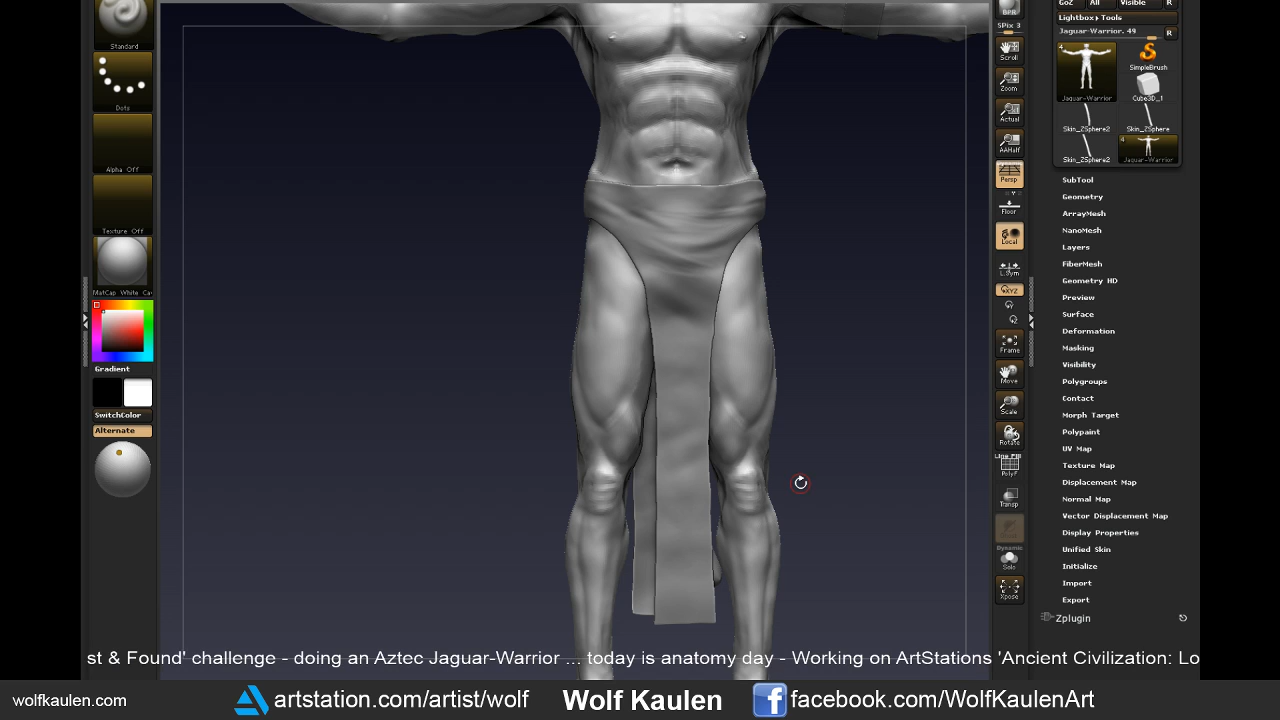 Standard
Dots
Alpha Off
Texture Off
MatCap White Ca
Gradient
SwitchColor
Alternate
BPR
SPix 3
Scroll
Zoom
Actual
AAHalf
Persp
Floor
Local
L.Sym
XYZ
Frame
Move
Scale
Rotate
Line Fill
PolyF
Transp
Dynamic
Solo
Xpose
GoZ All Visible R
Lightbox▸Tools
Jaguar-Warrior. 49 R
4
Jaguar-Warrior
SimpleBrush
Cube3D_1
Skin_ZSphere2 Skin_ZSphere
4
Skin_ZSphere2 Jaguar-Warrior
SubTool
Geometry
ArrayMesh
NanoMesh
Layers
FiberMesh
Geometry HD
Preview
Surface
Deformation
Masking
Visibility
Polygroups
Contact
Morph Target
Polypaint
UV Map
Texture Map
Displacement Map
Normal Map
Vector Displacement Map
Display Properties
Unified Skin
Initialize
Import
Export
Zplugin
st & Found' challenge - doing an Aztec Jaguar-Warrior ... today is anatomy day - Working on ArtStations 'Ancient Civilization: Lo
wolfkaulen.com artstation.com/artist/wolf Wolf Kaulen facebook.com/WolfKaulenArt